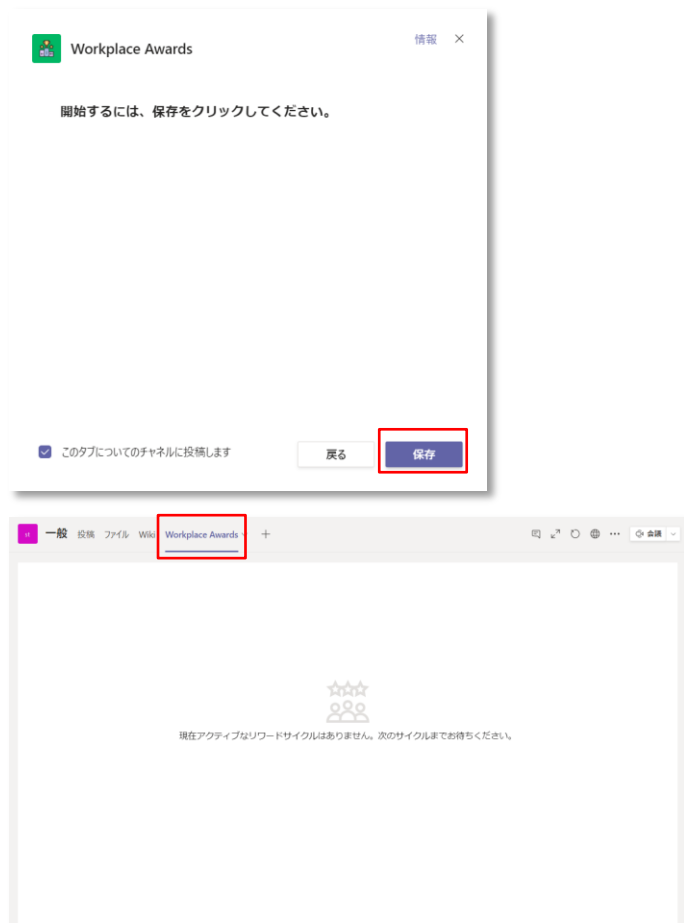 Workplace Awards
情報
開始するには、保存をクリックしてください。
このタブについてのチャネルに投稿します
戻る
保存
st 一般 投稿 ファイル Wiki Workplace Awards
会議
現在アクティブなリワードサイクルはありません。次のサイクルまでお待ちください。